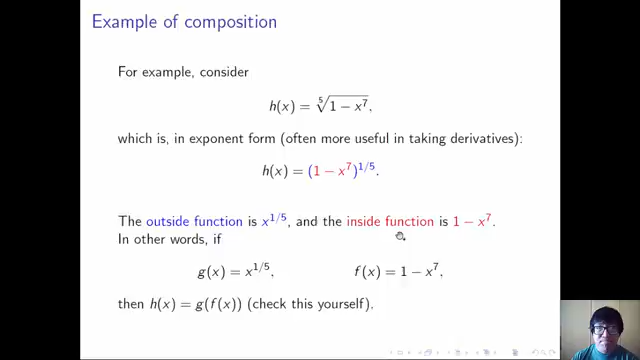 Example of composition
For example, consider
h(x) = ⁵√(1 − x⁷),
which is, in exponent form (often more useful in taking derivatives):
h(x) = (1 − x⁷)^{1/5}.
The outside function is x^{1/5}, and the inside function is 1 − x⁷.
In other words, if
g(x) = x^{1/5}, f(x) = 1 − x⁷,
then h(x) = g(f(x)) (check this yourself).